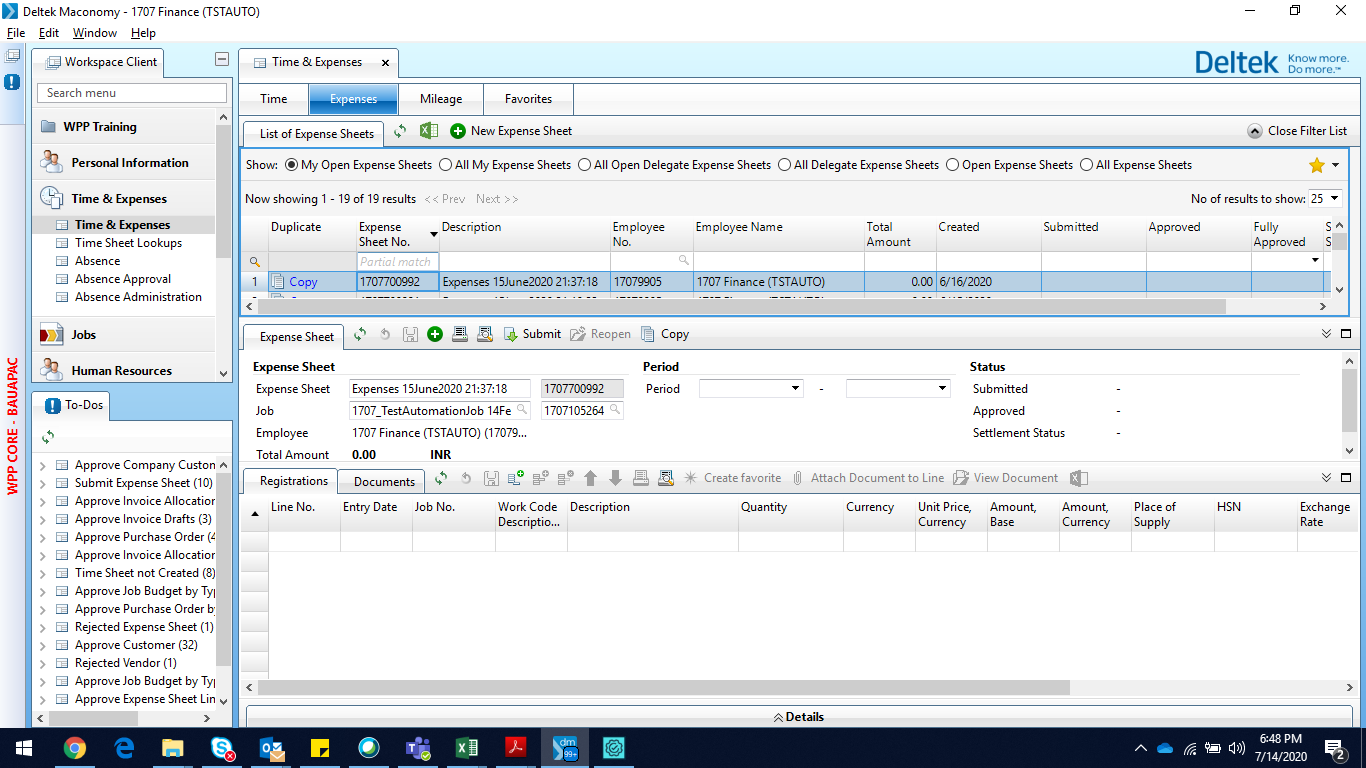 Deltek Maconomy - 1707 Finance (TSTAUTO)
File Edit Window Help
Workspace Client
Search menu
WPP Training
Personal Information
Time & Expenses
Time & Expenses
Time Sheet Lookups
Absence
Absence Approval
Absence Administration
Jobs
Human Resources
WPP CORE - BAUAPAC
To-Dos
Approve Company Custon
Submit Expense Sheet (10)
Approve Invoice Allocation
Approve Invoice Drafts (3)
Approve Purchase Order (4
Approve Invoice Allocation
Time Sheet not Created (8)
Approve Job Budget by Typ
Approve Purchase Order by
Rejected Expense Sheet (1)
Approve Customer (32)
Rejected Vendor (1)
Approve Job Budget by Typ
Approve Expense Sheet Lin
Time & Expenses x
Deltek Know more. Do more.™
Time Expenses Mileage Favorites
List of Expense Sheets New Expense Sheet Close Filter List
Show: My Open Expense Sheets All My Expense Sheets All Open Delegate Expense Sheets All Delegate Expense Sheets Open Expense Sheets All Expense Sheets
Now showing 1 - 19 of 19 results << Prev Next >> No of results to show: 25
Duplicate Expense Sheet No. Description Employee No. Employee Name Total Amount Created Submitted Approved Fully Approved S S
Partial match
1 Copy 1707700992 Expenses 15June2020 21:37:18 17079905 1707 Finance (TSTAUTO) 0.00 6/16/2020
Expense Sheet Submit Reopen Copy
Expense Sheet Period Status
Expense Sheet Expenses 15June2020 21:37:18 1707700992 Period - Submitted -
Job 1707_TestAutomationJob 14Fe 1707105264 Approved -
Employee 1707 Finance (TSTAUTO) (17079... Settlement Status -
Total Amount 0.00 INR
Registrations Documents Create favorite Attach Document to Line View Document
Line No. Entry Date Job No. Work Code Descriptio... Description Quantity Currency Unit Price, Currency Amount, Base Amount, Currency Place of Supply HSN Exchange Rate
Details
dm 99+
6:48 PM
7/14/2020
2